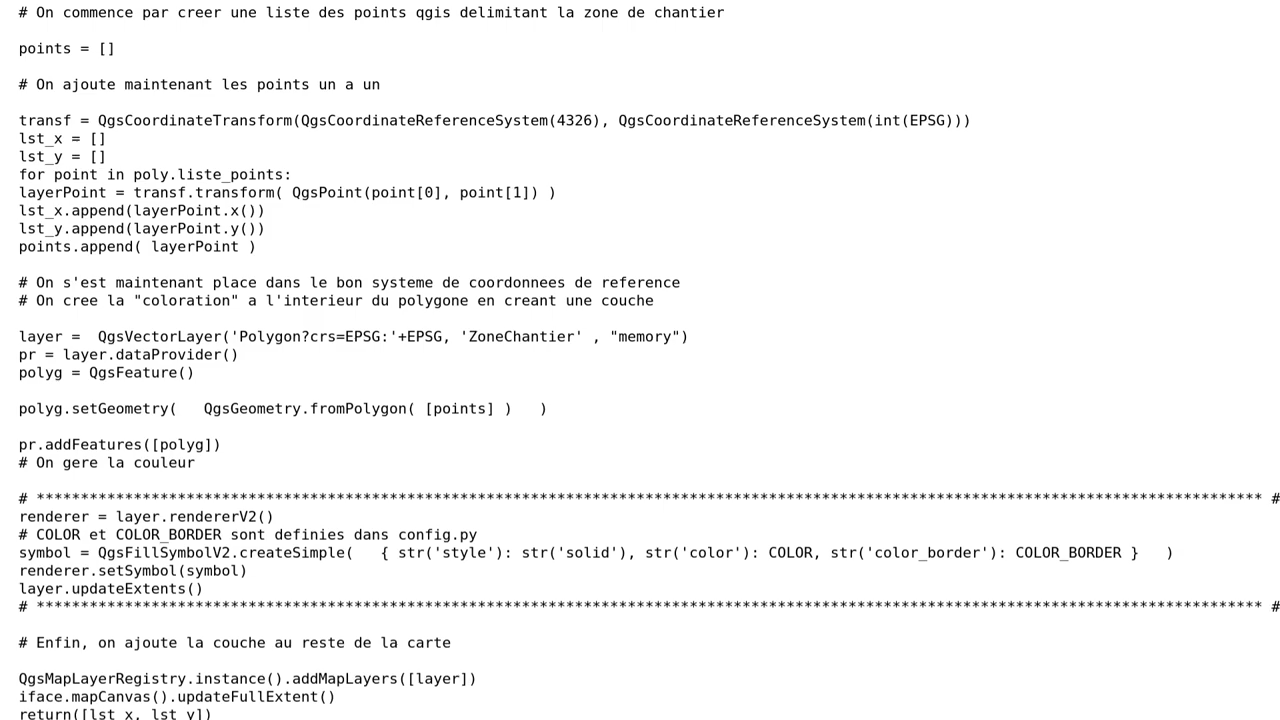 # On commence par creer une liste des points qgis delimitant la zone de chantier
points = []
# On ajoute maintenant les points un a un
transf = QgsCoordinateTransform(QgsCoordinateReferenceSystem(4326), QgsCoordinateReferenceSystem(int(EPSG)))
lst_x = []
lst_y = []
for point in poly.liste_points:
layerPoint = transf.transform( QgsPoint(point[0], point[1]) )
lst_x.append(layerPoint.x())
lst_y.append(layerPoint.y())
points.append( layerPoint )
# On s'est maintenant place dans le bon systeme de coordonnees de reference
# On cree la "coloration" a l'interieur du polygone en creant une couche
layer =  QgsVectorLayer('Polygon?crs=EPSG:'+EPSG, 'ZoneChantier' , "memory")
pr = layer.dataProvider()
polyg = QgsFeature()
polyg.setGeometry(   QgsGeometry.fromPolygon( [points] )   )
pr.addFeatures([polyg])
# On gere la couleur
# ******************************************************************************************************************************************* #
renderer = layer.rendererV2()
# COLOR et COLOR_BORDER sont definies dans config.py
symbol = QgsFillSymbolV2.createSimple(   { str('style'): str('solid'), str('color'): COLOR, str('color_border'): COLOR_BORDER }   )
renderer.setSymbol(symbol)
layer.updateExtents()
# ******************************************************************************************************************************************* #
# Enfin, on ajoute la couche au reste de la carte
QgsMapLayerRegistry.instance().addMapLayers([layer])
iface.mapCanvas().updateFullExtent()
return([lst_x, lst_y])